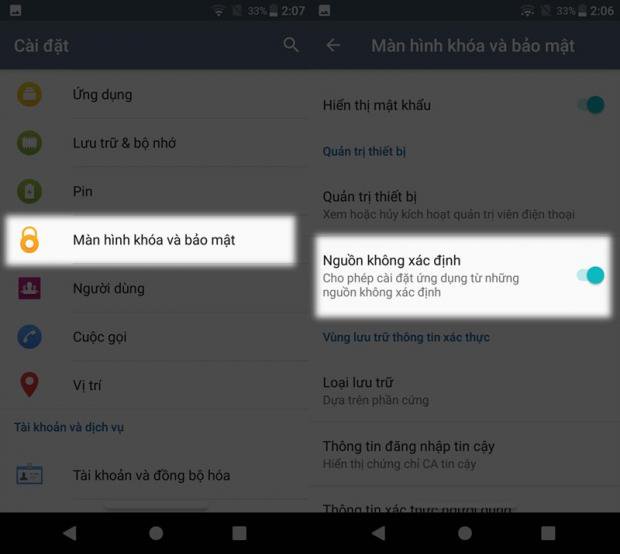 33% 2:07
Cài đặt
Ứng dụng
Lưu trữ & bộ nhớ
Pin
Màn hình khóa và bảo mật
Người dùng
Cuộc gọi
Vị trí
Tài khoản và dịch vụ
Tài khoản và đồng bộ hóa
33% 2:06
Màn hình khóa và bảo mật
Hiển thị mật khẩu
Quản trị thiết bị
Quản trị thiết bị
Xem hoặc hủy kích hoạt quản trị viên điện thoại
Nguồn không xác định
Cho phép cài đặt ứng dụng từ những
nguồn không xác định
Vùng lưu trữ thông tin xác thực
Loại lưu trữ
Dựa trên phần cứng
Thông tin đăng nhập tin cậy
Hiển thị chứng chỉ CA tin cậy
Thông tin xác thực người dùng